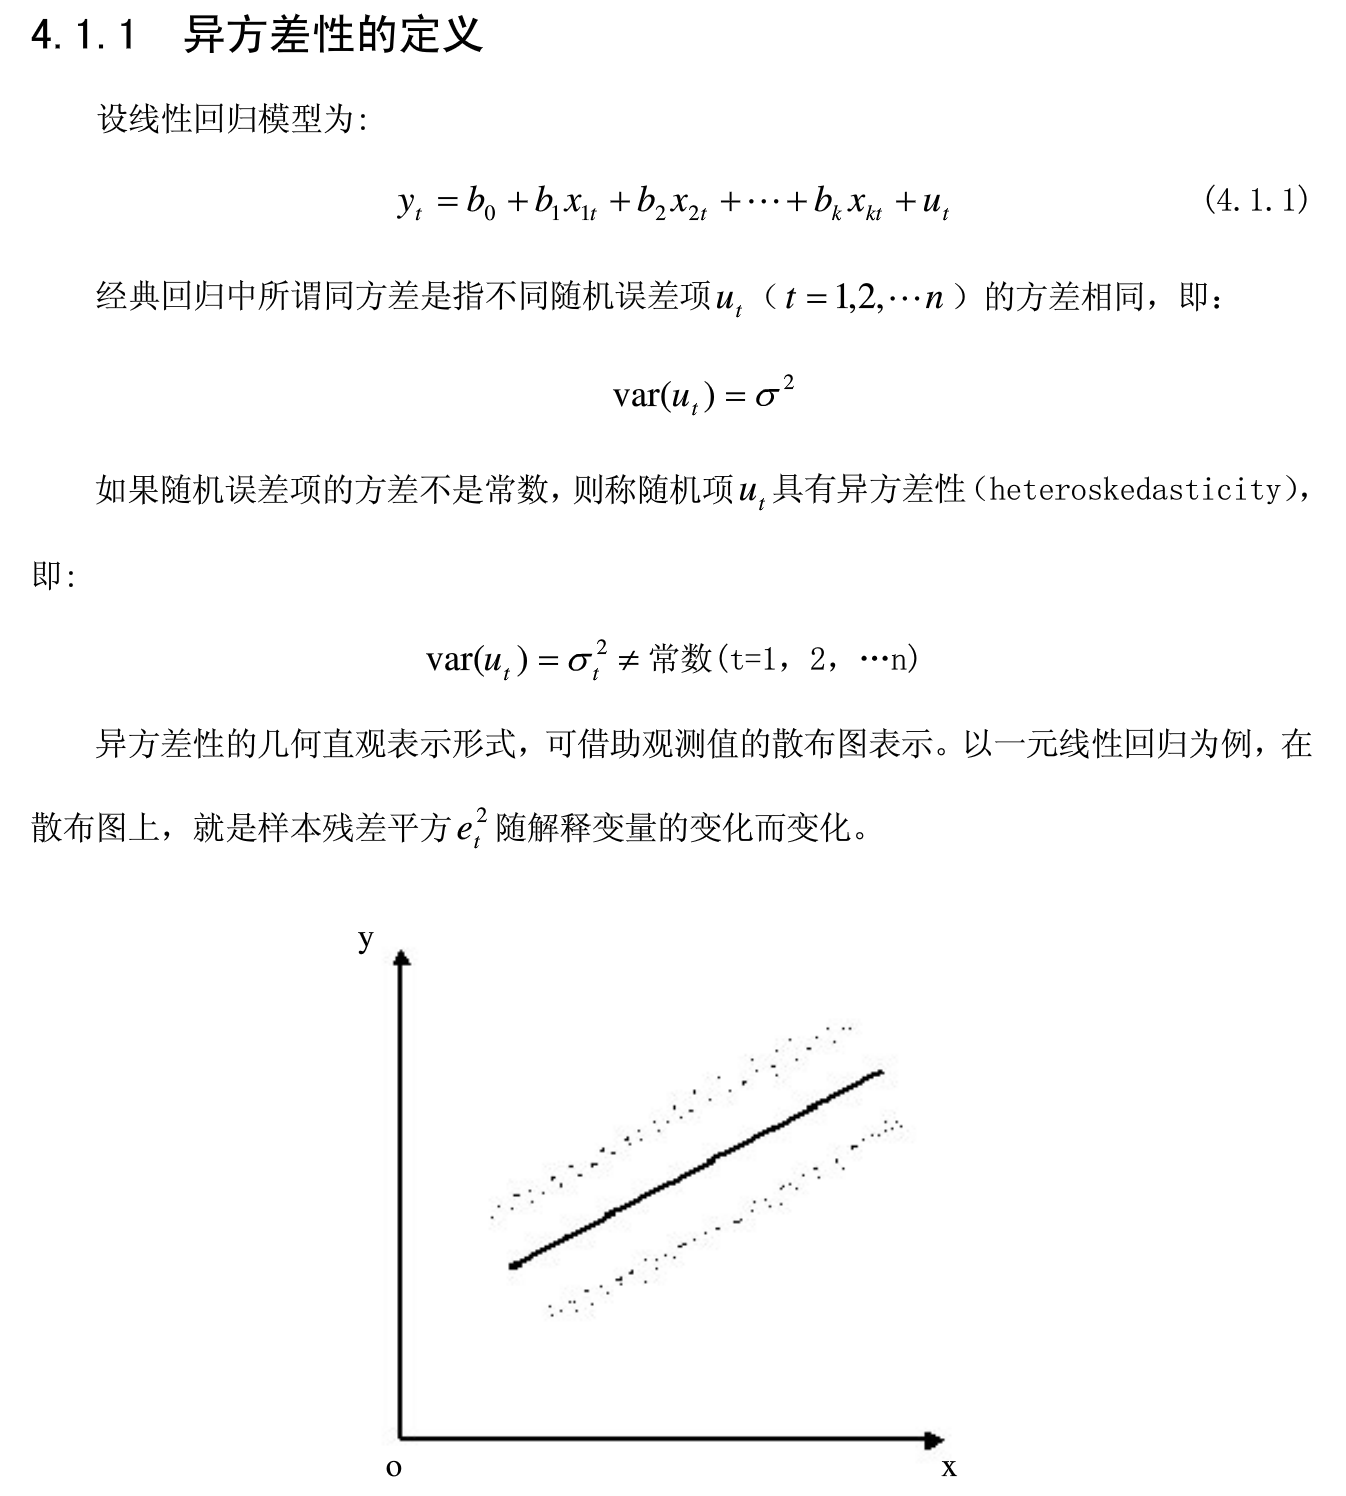 4.1.1 异方差性的定义
设线性回归模型为:
y_t = b_0 + b_1 x_{1t} + b_2 x_{2t} + ⋯ + b_k x_{kt} + u_t (4.1.1)
经典回归中所谓同方差是指不同随机误差项 u_t（t = 1,2,⋯n）的方差相同，即：
var(u_t) = σ^2
如果随机误差项的方差不是常数，则称随机项 u_t 具有异方差性（heteroskedasticity），
即:
var(u_t) = σ_t^2 ≠ 常数(t=1，2，…n)
异方差性的几何直观表示形式，可借助观测值的散布图表示。以一元线性回归为例，在
散布图上，就是样本残差平方 e_t^2 随解释变量的变化而变化。
y
o x